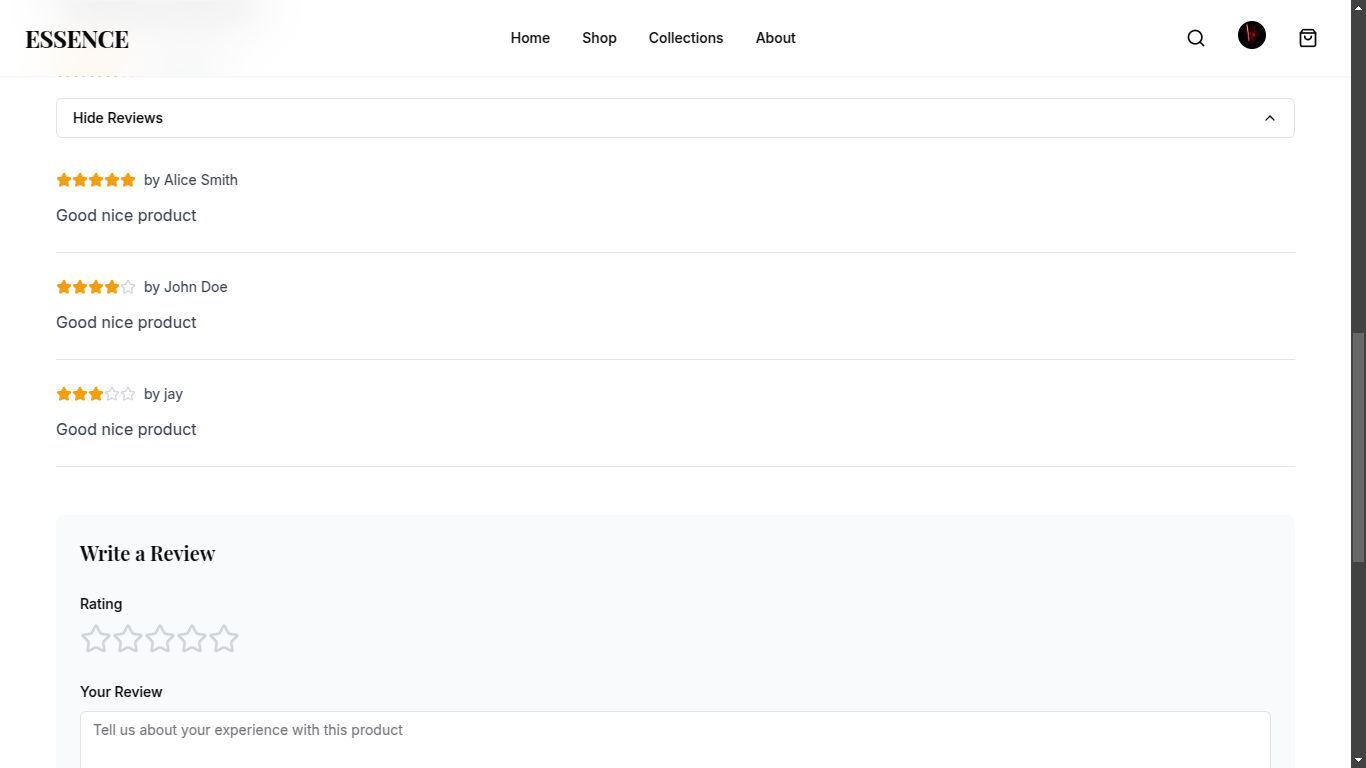 ESSENCE
Home Shop Collections About
Hide Reviews
by Alice Smith
Good nice product
by John Doe
Good nice product
by jay
Good nice product
Write a Review
Rating
Your Review
Tell us about your experience with this product